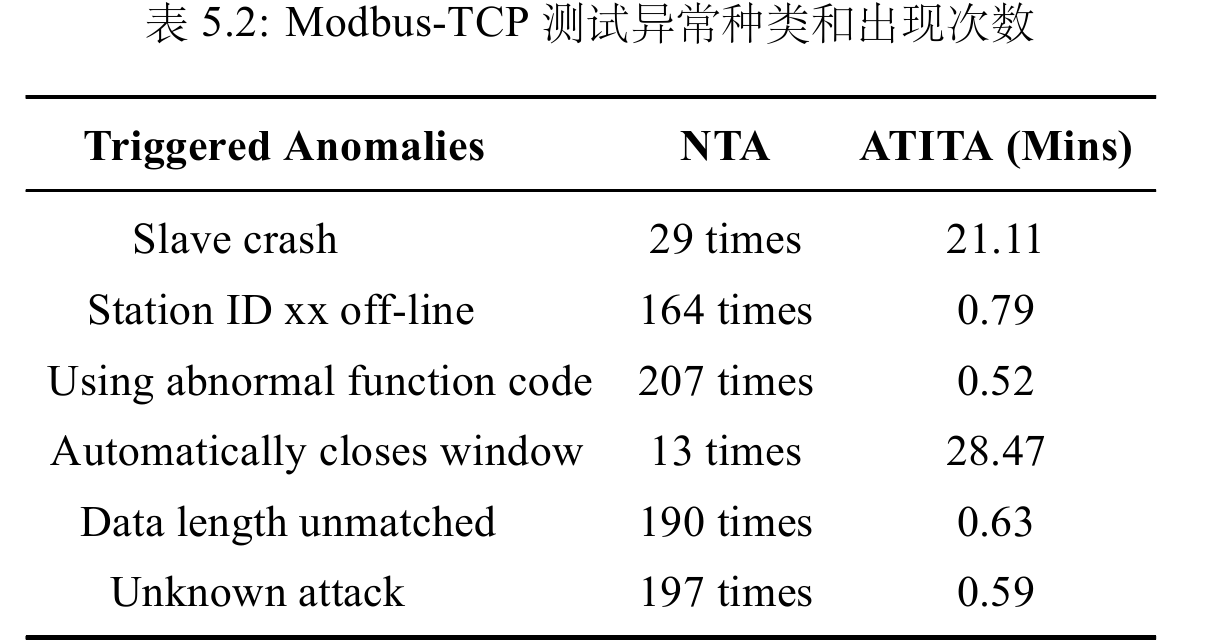 表 5.2: Modbus-TCP 测试异常种类和出现次数
Triggered Anomalies NTA ATITA (Mins)
Slave crash 29 times 21.11
Station ID xx off-line 164 times 0.79
Using abnormal function code 207 times 0.52
Automatically closes window 13 times 28.47
Data length unmatched 190 times 0.63
Unknown attack 197 times 0.59